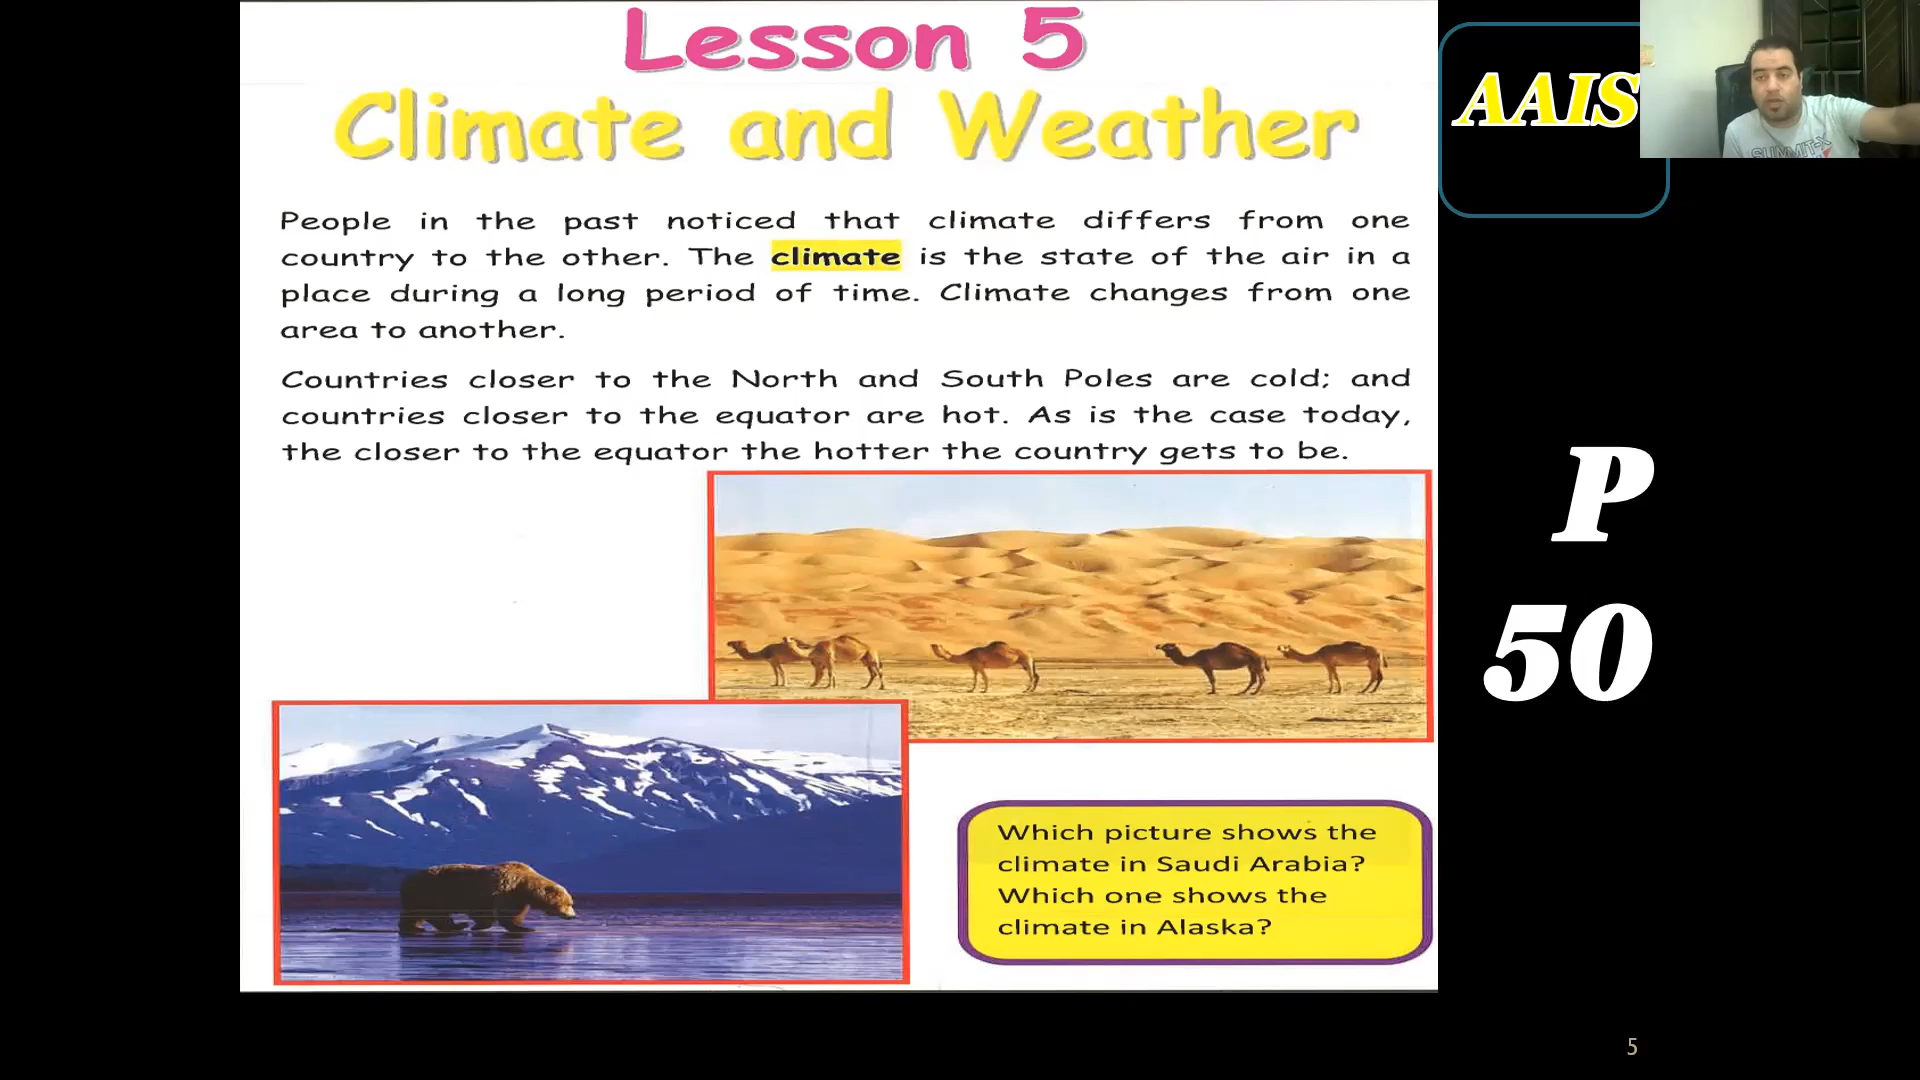 Lesson 5
Climate and Weather
AAIS
People in the past noticed that climate differs from one
country to the other. The climate is the state of the air in a
place during a long period of time. Climate changes from one
area to another.
Countries closer to the North and South Poles are cold; and
countries closer to the equator are hot. As is the case today,
the closer to the equator the hotter the country gets to be.
P
50
Which picture shows the
climate in Saudi Arabia?
Which one shows the
climate in Alaska?
5